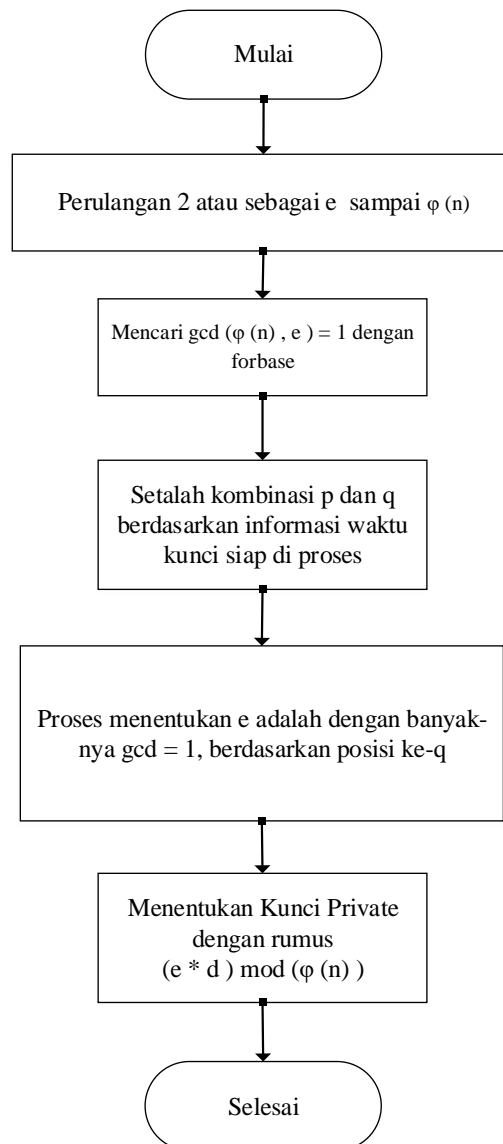 Mulai
Perulangan 2 atau sebagai e sampai φ (n)
Mencari gcd (φ (n) , e ) = 1 dengan
forbase
Setalah kombinasi p dan q
berdasarkan informasi waktu
kunci siap di proses
Proses menentukan e adalah dengan banyak-
nya gcd = 1, berdasarkan posisi ke-q
Menentukan Kunci Private
dengan rumus
(e * d ) mod (φ (n) )
Selesai